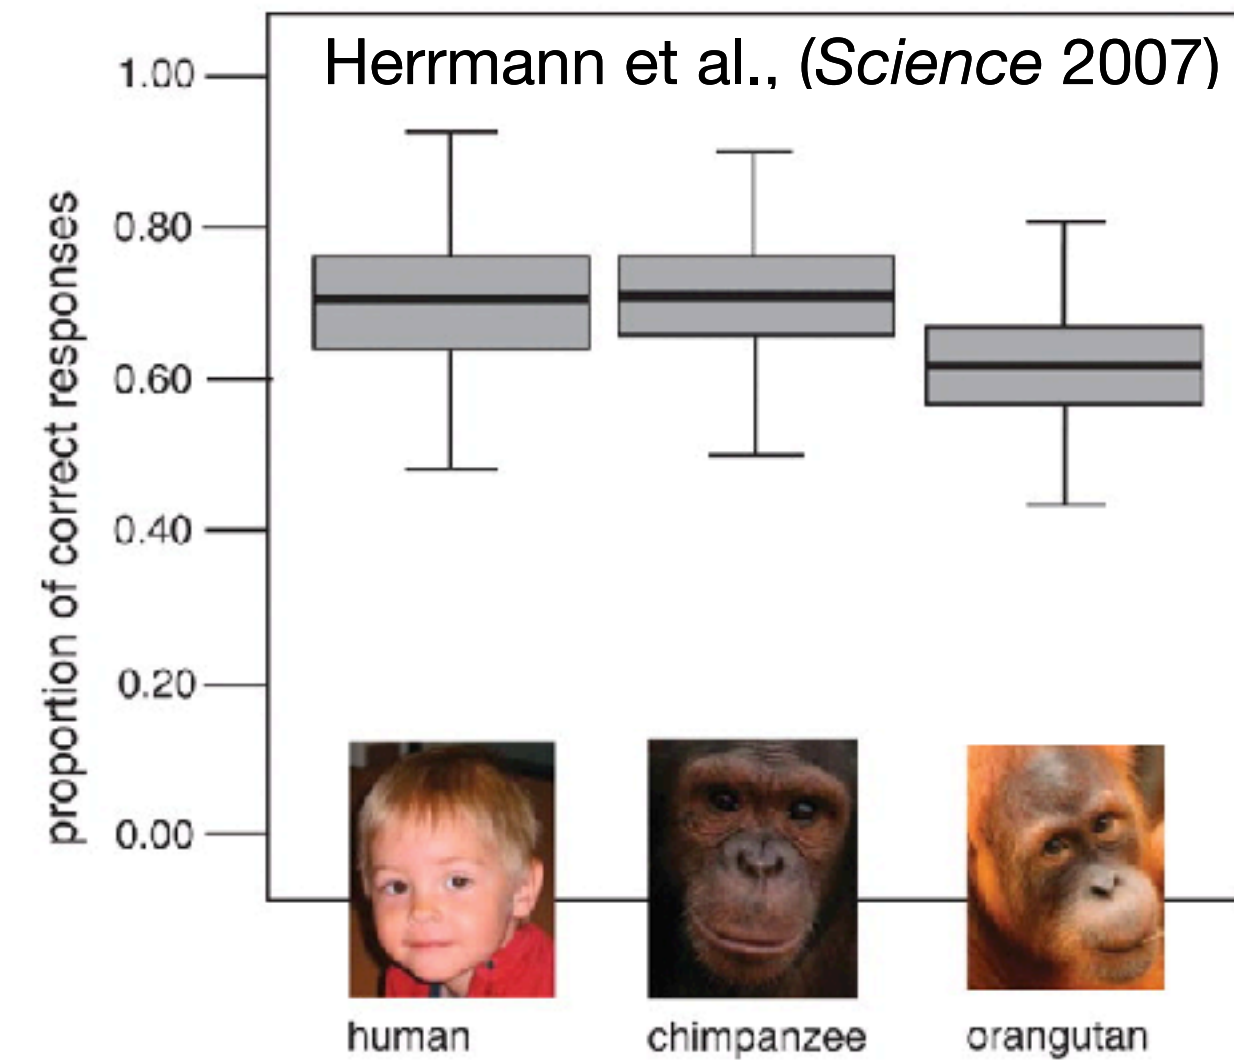 Herrmann et al., (Science 2007)
proportion of correct responses
1.00
0.80
0.60
0.40
0.20
0.00
human chimpanzee orangutan